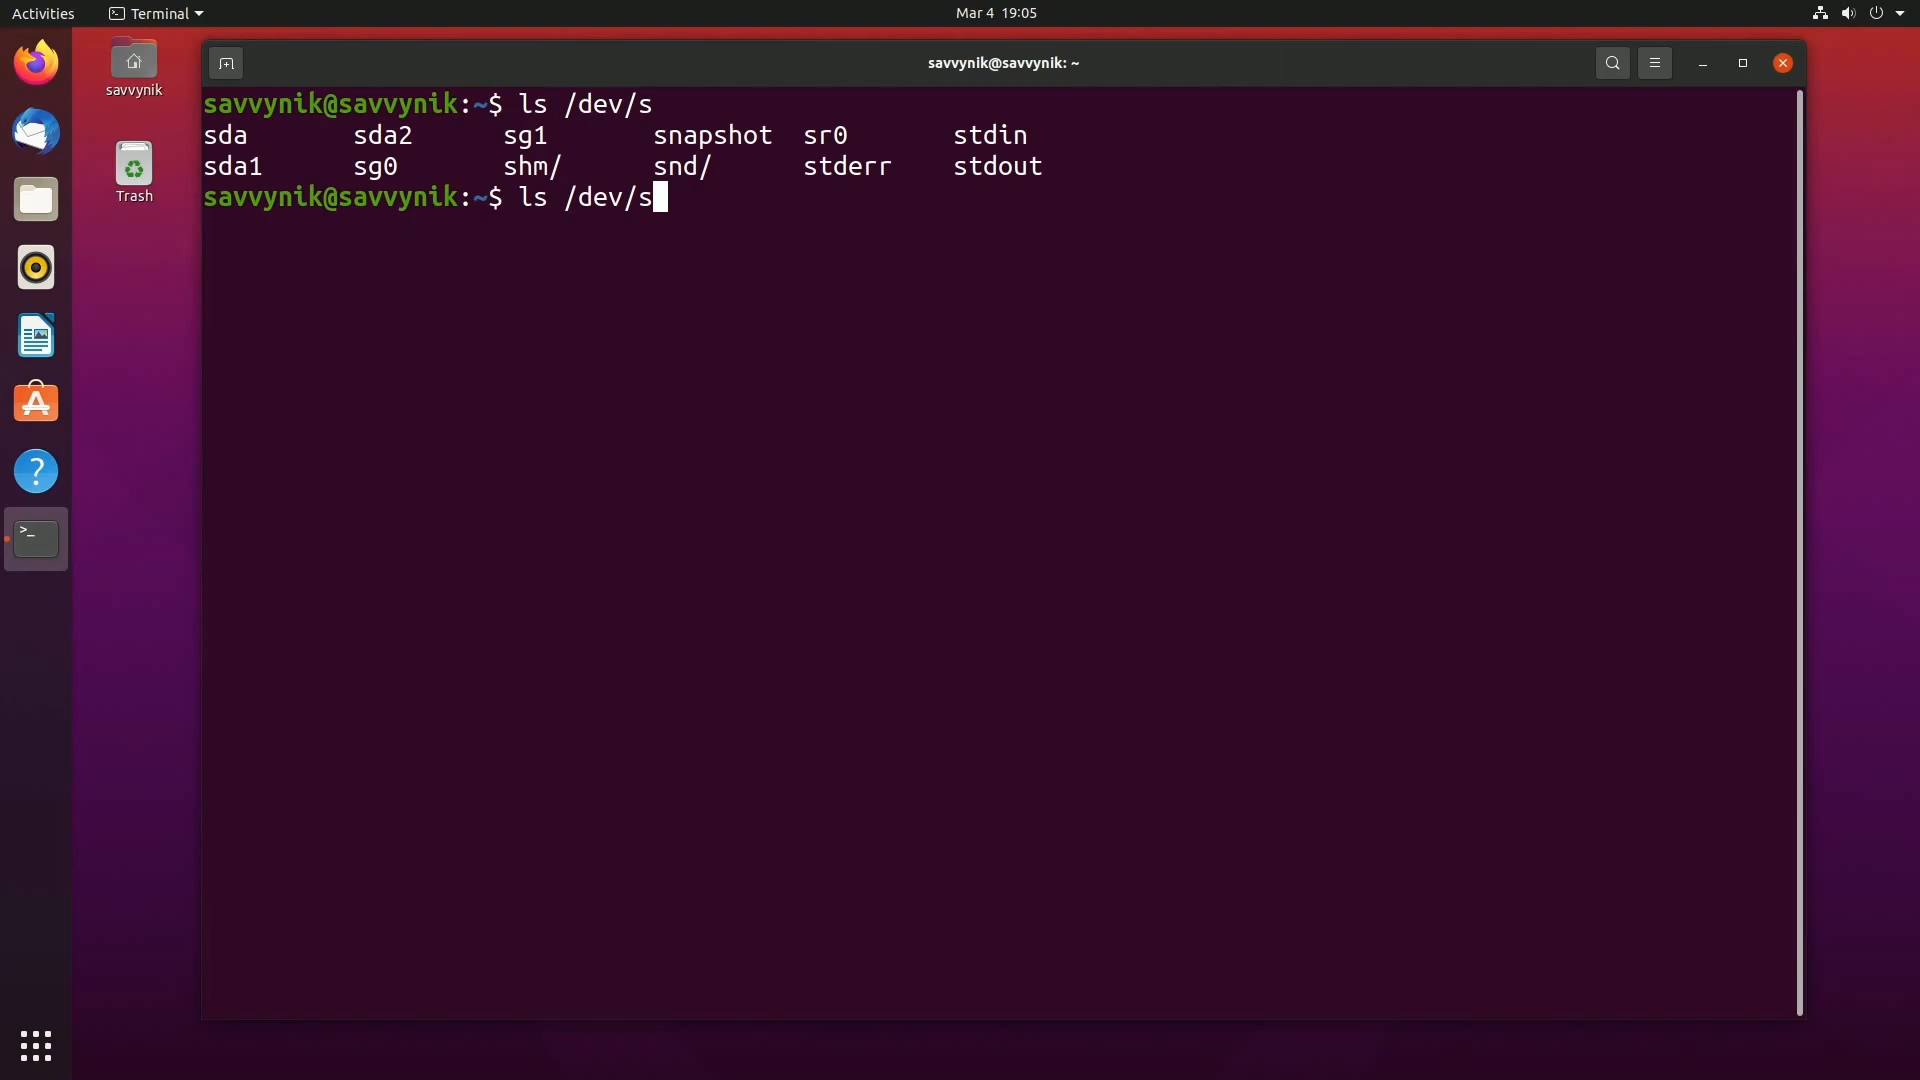 Activities
Terminal
Mar 4 19:05
savvynik
Trash
savvynik@savvynik: ~
savvynik@savvynik:~$ ls /dev/s
sda sda2 sg1 snapshot sr0 stdin
sda1 sg0 shm/ snd/ stderr stdout
savvynik@savvynik:~$ ls /dev/s